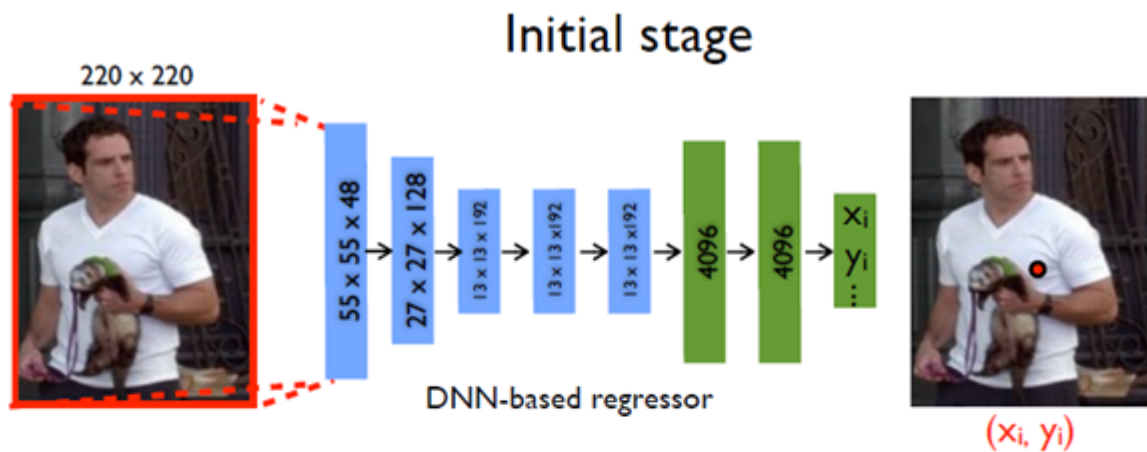 Initial stage
220 x 220
55 x 55 x 48
27 x 27 x 128
13 x 13 x 192
13 x 13 x192
13 x 13 x192
4096
4096
xi
yi
...
DNN-based regressor
(xi, yi)